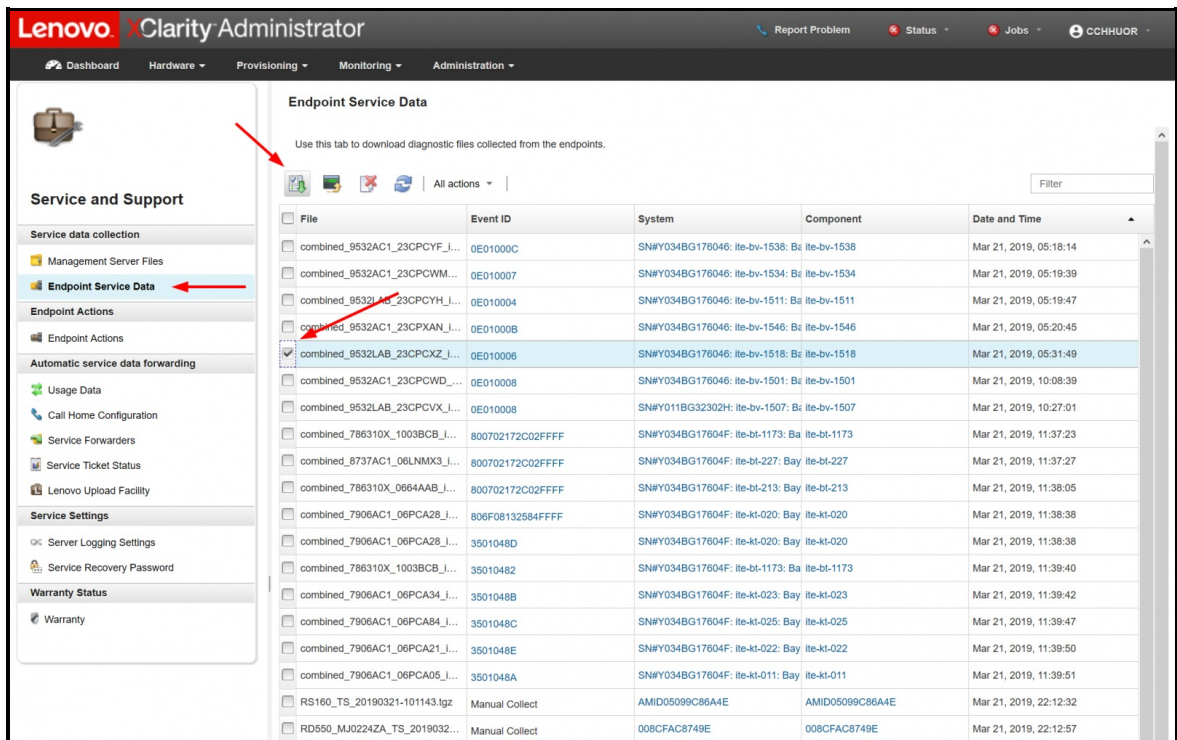 Lenovo. XClarity Administrator
Report Problem Status Jobs CCHHUOR
Dashboard Hardware Provisioning Monitoring Administration
Service and Support
Service data collection
Management Server Files
Endpoint Service Data
Endpoint Actions
Endpoint Actions
Automatic service data forwarding
Usage Data
Call Home Configuration
Service Forwarders
Service Ticket Status
Lenovo Upload Facility
Service Settings
Server Logging Settings
Service Recovery Password
Warranty Status
Warranty
Endpoint Service Data
Use this tab to download diagnostic files collected from the endpoints.
All actions Filter
File Event ID System Component Date and Time
combined_9532AC1_23CPCYF_i... 0E01000C SN#Y034BG176046: ite-bv-1538: Ba ite-bv-1538 Mar 21, 2019, 05:18:14
combined_9532AC1_23CPCWM... 0E010007 SN#Y034BG176046: ite-bv-1534: Ba ite-bv-1534 Mar 21, 2019, 05:19:39
combined_9532LAB_23CPCYH_i... 0E010004 SN#Y034BG176046: ite-bv-1511: Ba ite-bv-1511 Mar 21, 2019, 05:19:47
combined_9532AC1_23CPXAN_i... 0E01000B SN#Y034BG176046: ite-bv-1546: Ba ite-bv-1546 Mar 21, 2019, 05:20:45
combined_9532LAB_23CPCXZ_i... 0E010006 SN#Y034BG176046: ite-bv-1518: Ba ite-bv-1518 Mar 21, 2019, 05:31:49
combined_9532AC1_23CPCWD_... 0E010008 SN#Y034BG176046: ite-bv-1501: Ba ite-bv-1501 Mar 21, 2019, 10:08:39
combined_9532LAB_23CPCVX_i... 0E010008 SN#Y011BG32302H: ite-bv-1507: Ba ite-bv-1507 Mar 21, 2019, 10:27:01
combined_786310X_1003BCB_i... 800702172C02FFFF SN#Y034BG17604F: ite-bt-1173: Ba ite-bt-1173 Mar 21, 2019, 11:37:23
combined_8737AC1_06LNMX3_i... 800702172C02FFFF SN#Y034BG17604F: ite-bt-227: Bay ite-bt-227 Mar 21, 2019, 11:37:27
combined_786310X_0664AAB_i... 800702172C02FFFF SN#Y034BG17604F: ite-bt-213: Bay ite-bt-213 Mar 21, 2019, 11:38:05
combined_7906AC1_06PCA28_i... 806F08132584FFFF SN#Y034BG17604F: ite-kt-020: Bay ite-kt-020 Mar 21, 2019, 11:38:38
combined_7906AC1_06PCA28_i... 3501048D SN#Y034BG17604F: ite-kt-020: Bay ite-kt-020 Mar 21, 2019, 11:38:38
combined_786310X_1003BCB_i... 35010482 SN#Y034BG17604F: ite-bt-1173: Ba ite-bt-1173 Mar 21, 2019, 11:39:40
combined_7906AC1_06PCA34_i... 3501048B SN#Y034BG17604F: ite-kt-023: Bay ite-kt-023 Mar 21, 2019, 11:39:42
combined_7906AC1_06PCA84_i... 3501048C SN#Y034BG17604F: ite-kt-025: Bay ite-kt-025 Mar 21, 2019, 11:39:47
combined_7906AC1_06PCA21_i... 3501048E SN#Y034BG17604F: ite-kt-022: Bay ite-kt-022 Mar 21, 2019, 11:39:50
combined_7906AC1_06PCA05_i... 3501048A SN#Y034BG17604F: ite-kt-011: Bay ite-kt-011 Mar 21, 2019, 11:39:51
RS160_TS_20190321-101143.tgz Manual Collect AMID05099C86A4E AMID05099C86A4E Mar 21, 2019, 22:12:32
RD550_MJ0224ZA_TS_2019032... Manual Collect 008CFAC8749E 008CFAC8749E Mar 21, 2019, 22:12:57